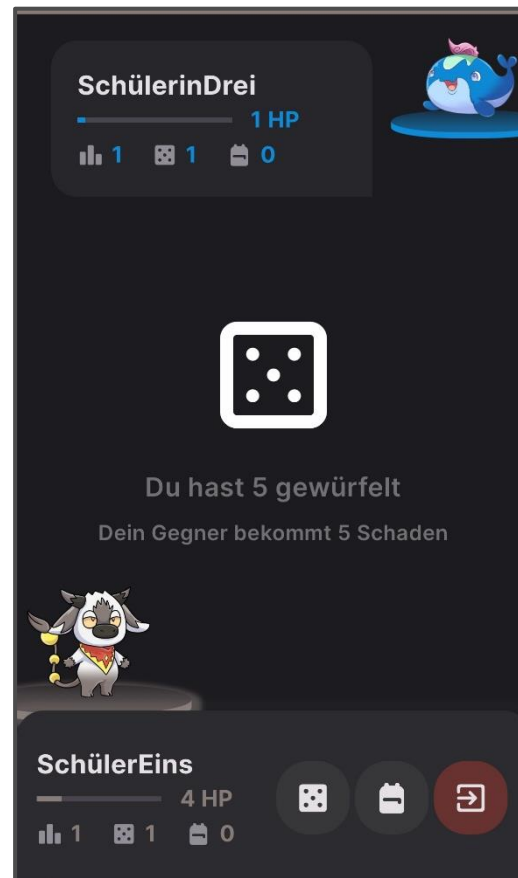 SchülerinDrei
1 HP
1 1 0
Du hast 5 gewürfelt
Dein Gegner bekommt 5 Schaden
SchülerEins
4 HP
1 1 0